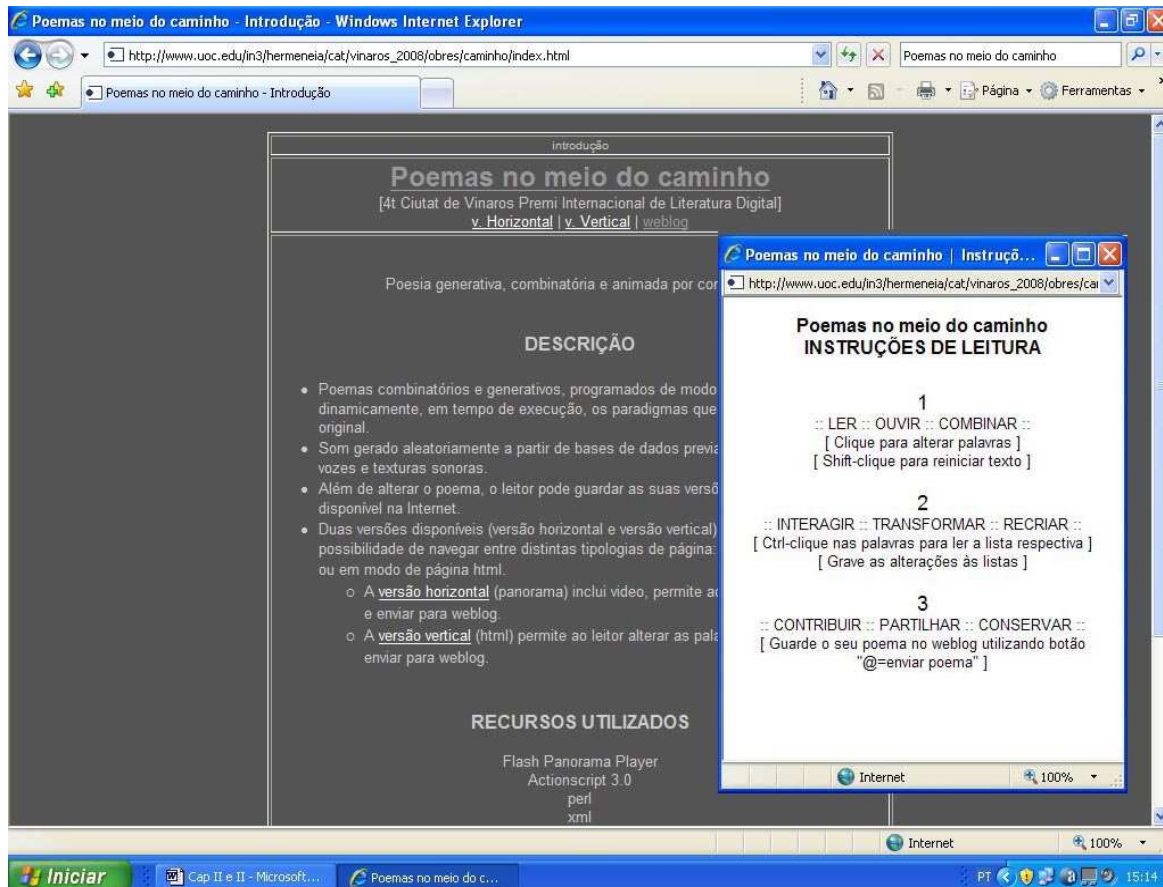 Poemas no meio do caminho - Introdução - Windows Internet Explorer
http://www.uoc.edu/in3/hermeneia/cat/vinaros_2008/obres/caminho/index.html
Poemas no meio do caminho
Poemas no meio do caminho - Introdução
Página
Ferramentas
introdução
Poemas no meio do caminho
[4t Ciutat de Vinaros Premi Internacional de Literatura Digital]
v. Horizontal | v. Vertical | weblog
Poesia generativa, combinatória e animada por cor
DESCRIÇÃO
• Poemas combinatórios e generativos, programados de modo
dinamicamente, em tempo de execução, os paradigmas que
original.
• Som gerado aleatoriamente a partir de bases de dados previa
vozes e texturas sonoras.
• Além de alterar o poema, o leitor pode guardar as suas versõ
disponível na Internet.
• Duas versões disponíveis (versão horizontal e versão vertical)
possibilidade de navegar entre distintas tipologias de página:
ou em modo de página html.
o A versão horizontal (panorama) inclui video, permite ao
e enviar para weblog.
o A versão vertical (html) permite ao leitor alterar as pala
enviar para weblog.
RECURSOS UTILIZADOS
Flash Panorama Player
Actionscript 3.0
perl
xml
Poemas no meio do caminho | Instruçõ...
http://www.uoc.edu/in3/hermeneia/cat/vinaros_2008/obres/cai
Poemas no meio do caminho
INSTRUÇÕES DE LEITURA
1
:: LER :: OUVIR :: COMBINAR ::
[ Clique para alterar palavras ]
[ Shift-clique para reiniciar texto ]
2
:: INTERAGIR :: TRANSFORMAR :: RECRIAR ::
[ Ctrl-clique nas palavras para ler a lista respectiva ]
[ Grave as alterações às listas ]
3
:: CONTRIBUIR :: PARTILHAR :: CONSERVAR ::
[ Guarde o seu poema no weblog utilizando botão
"@=enviar poema" ]
Internet 100%
Internet 100%
Iniciar
Cap II e II - Microsoft...
Poemas no meio do c...
PT
15:14